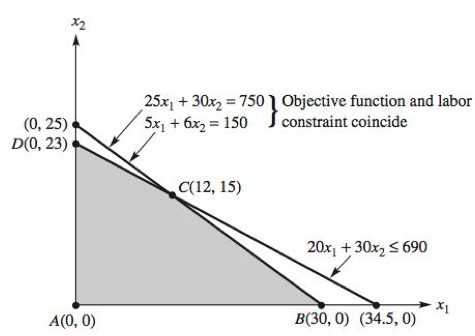 x₂
25x₁ + 30x₂ = 750 } Objective function and labor
5x₁ + 6x₂ = 150 constraint coincide
(0, 25)
D(0, 23)
C(12, 15)
20x₁ + 30x₂ ≤ 690
x₁
A(0, 0)
B(30, 0) (34.5, 0)